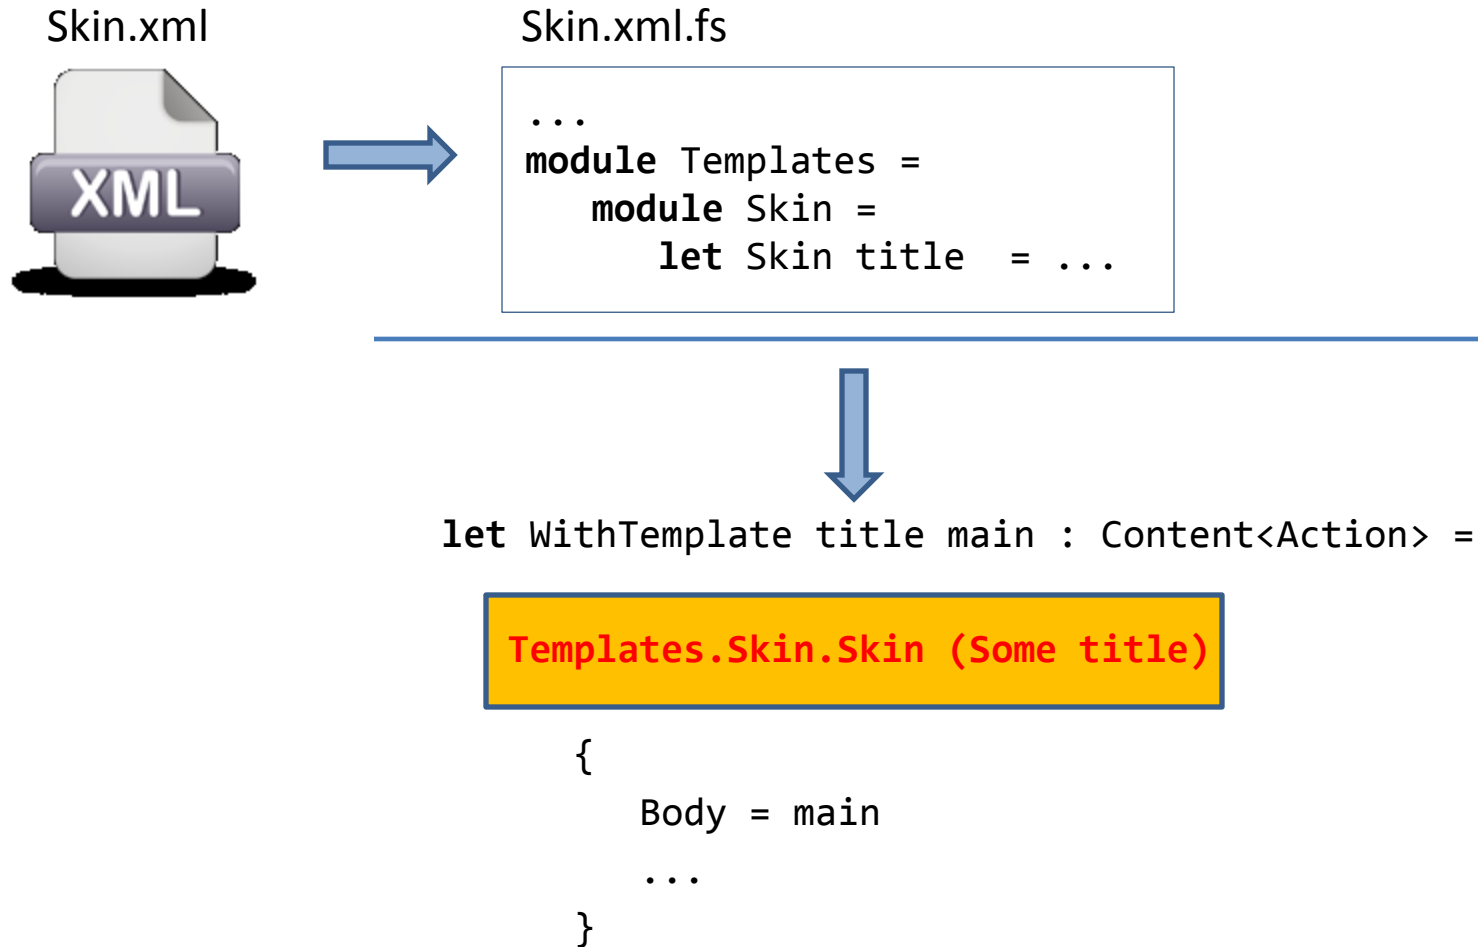 Skin.xml
Skin.xml.fs
XML
...
module Templates =
   module Skin =
      let Skin title  = ...
let WithTemplate title main : Content<Action> =
Templates.Skin.Skin (Some title)
{
   Body = main
   ...
}